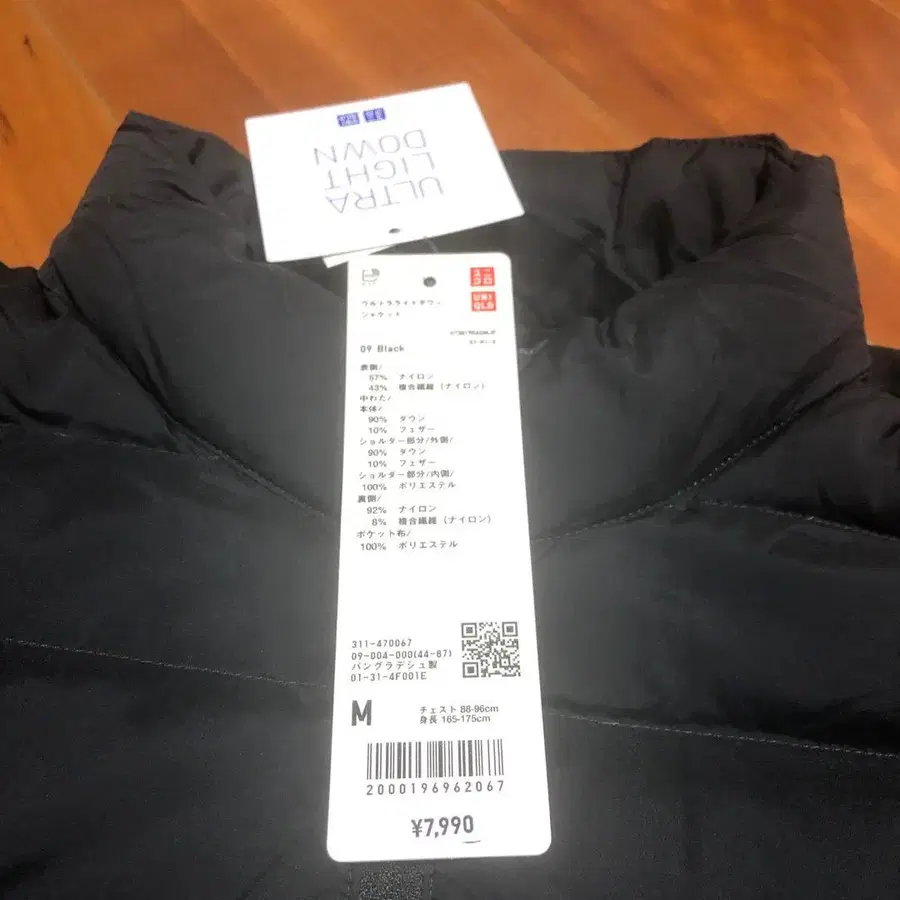 ULTRA
LIGHT
DOWN
ユニ
クロ
UNI
QLO
ウルトラライトダウン
ジャケット
09 Black
表側/
57% ナイロン
43% 複合繊維（ナイロン）
中わた/
本体/
90% ダウン
10% フェザー
ショルダー部分/外側/
90% ダウン
10% フェザー
ショルダー部分/内側/
100% ポリエステル
裏側/
92% ナイロン
8% 複合繊維（ナイロン）
ポケット布/
100% ポリエステル
311-470067
09-004-000(44-87)
バングラデシュ製
01-31-4F001E
M
チェスト 88-96cm
身長 165-175cm
2000196962067
¥7,990